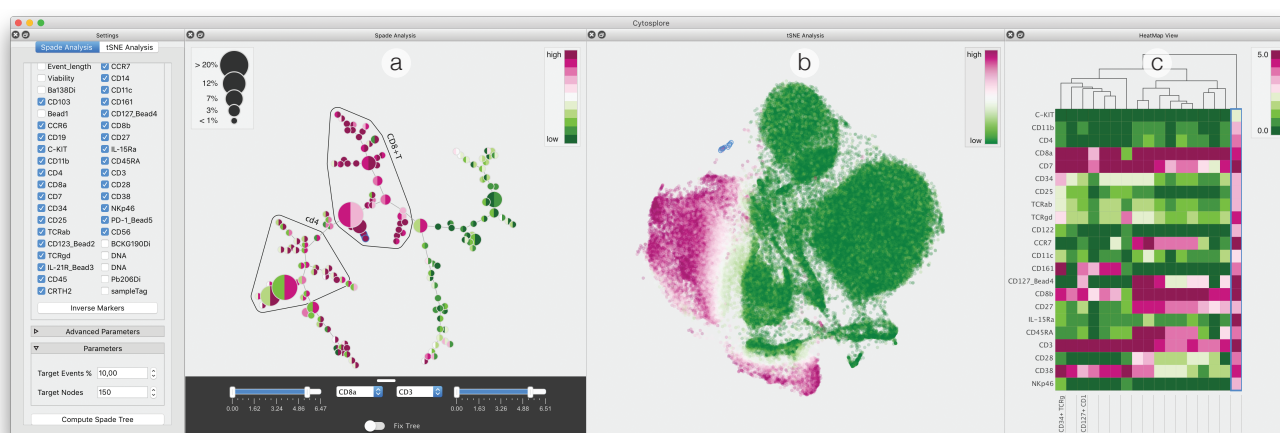 Cytosplore
Settings
Spade Analysis
tSNE Analysis
HeatMap View
Spade Analysis tSNE Analysis
Event_length CCR7
Viability CD14
Ba138Di CD11c
CD103 CD161
Bead1 CD127_Bead4
CCR6 CD8b
CD19 CD27
C-KIT IL-15Ra
CD11b CD45RA
CD4 CD3
CD8a CD28
CD7 CD38
CD34 NKp46
CD25 PD-1_Bead5
TCRab CD56
CD123_Bead2 BCKG190Di
TCRgd DNA
IL-21R_Bead3 DNA
CD45 Pb206Di
CRTH2 sampleTag
Inverse Markers
Advanced Parameters
Parameters
Target Events % 10,00
Target Nodes 150
Compute Spade Tree
a
> 20%
12%
7%
3%
< 1%
high
low
CD8+T
cd4
CD8a
CD3
0.00 1.62 3.24 4.86 6.47
0.00 1.63 3.26 4.88 6.51
Fix Tree
b
high
low
c
5.0
0.0
C-KIT
CD11b
CD4
CD8a
CD7
CD34
CD25
TCRab
TCRgd
CD122
CCR7
CD11c
CD161
CD127_Bead4
CD8b
CD27
IL-15Ra
CD45RA
CD3
CD28
CD38
NKp46
CD34+ TCRg
CD127+ CD1